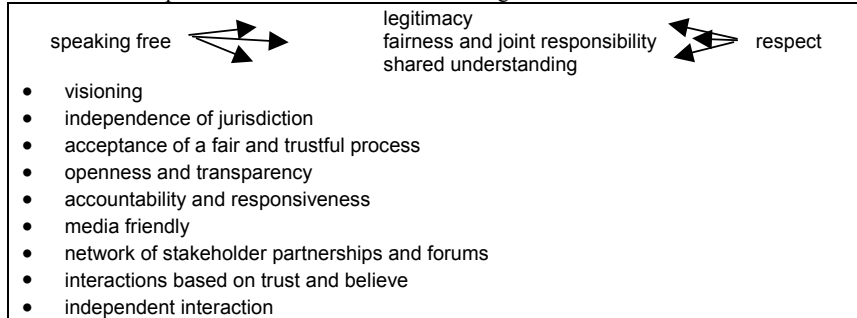 legitimacy
speaking free fairness and joint responsibility respect
shared understanding
• visioning
• independence of jurisdiction
• acceptance of a fair and trustful process
• openness and transparency
• accountability and responsiveness
• media friendly
• network of stakeholder partnerships and forums
• interactions based on trust and believe
• independent interaction